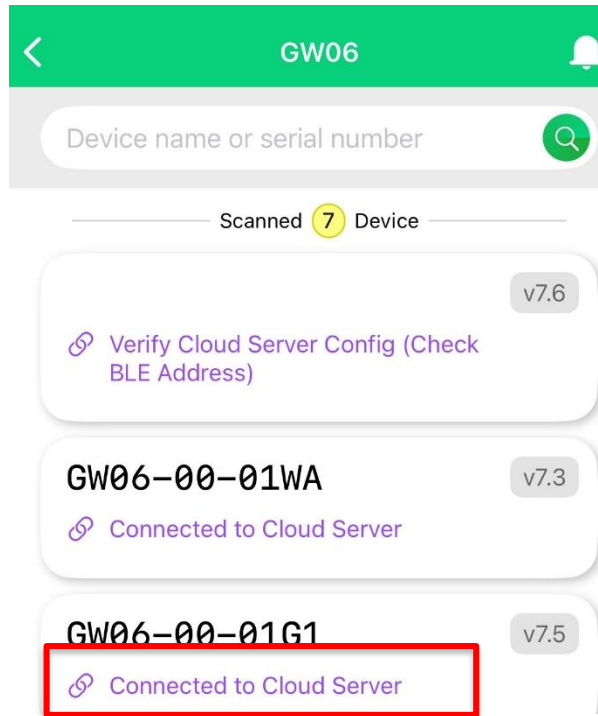 GW06
Device name or serial number
Scanned 7 Device
v7.6
Verify Cloud Server Config (Check
BLE Address)
GW06-00-01WA
v7.3
Connected to Cloud Server
GW06-00-01G1
v7.5
Connected to Cloud Server